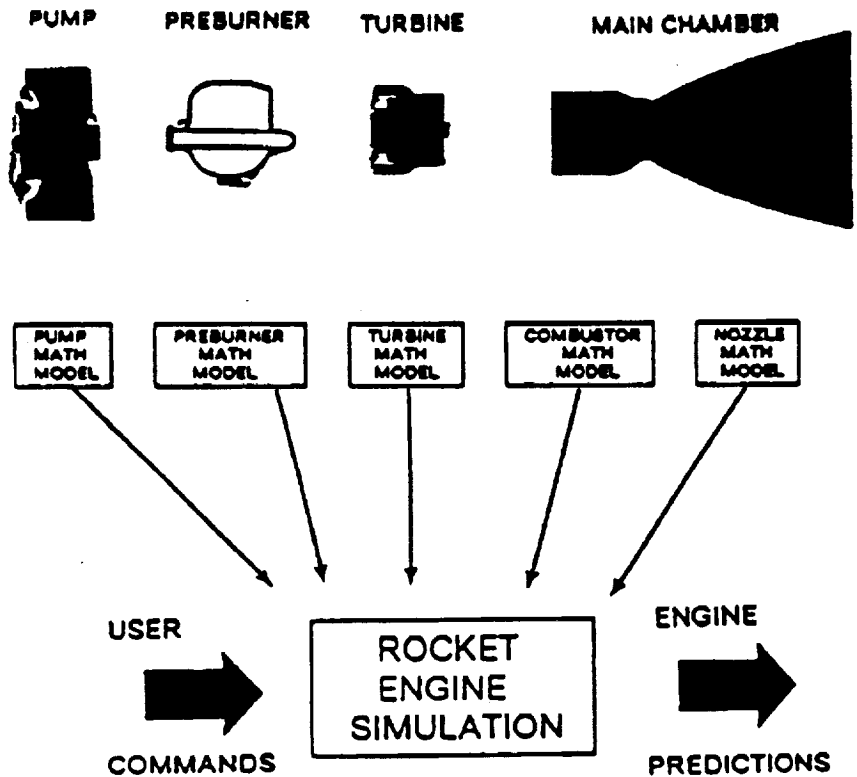 PUMP PREBURNER TURBINE MAIN CHAMBER
PUMP
MATH
MODEL
PREBURNER
MATH
MODEL
TURBINE
MATH
MODEL
COMBUSTOR
MATH
MODEL
NOZZLE
MATH
MODEL
USER
COMMANDS
ROCKET
ENGINE
SIMULATION
ENGINE
PREDICTIONS